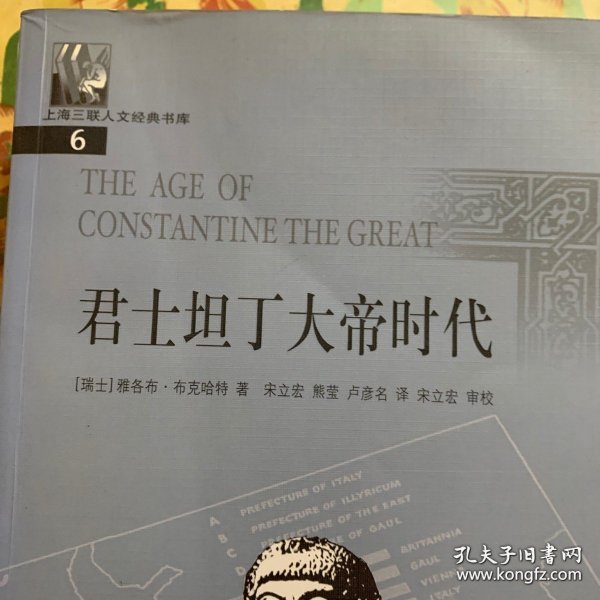 上海三联人文经典书库
6
THE AGE OF
CONSTANTINE THE GREAT
君士坦丁大帝时代
[瑞士]雅各布·布克哈特 著 宋立宏 熊莹 卢彦名 译 宋立宏 审校
A PREFECTURE OF ITALY
B PREFECTURE OF ILLYRICUM
C PREFECTURE OF THE EAST
D OF GAUL
BRITANNIA
GAUL
VIENN
孔夫子旧书网
www.kongfz.com